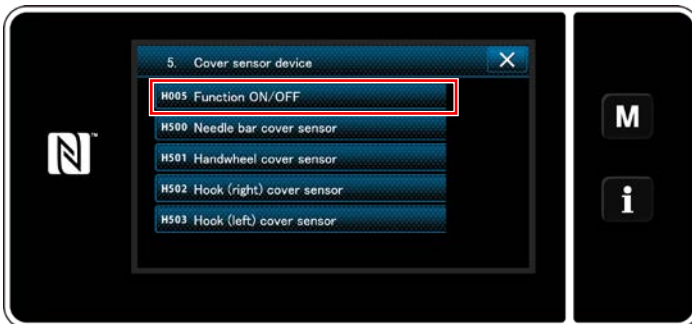 5. Cover sensor device
H005 Function ON/OFF
H500 Needle bar cover sensor
H501 Handwheel cover sensor
H502 Hook (right) cover sensor
H503 Hook (left) cover sensor
N™
M
i